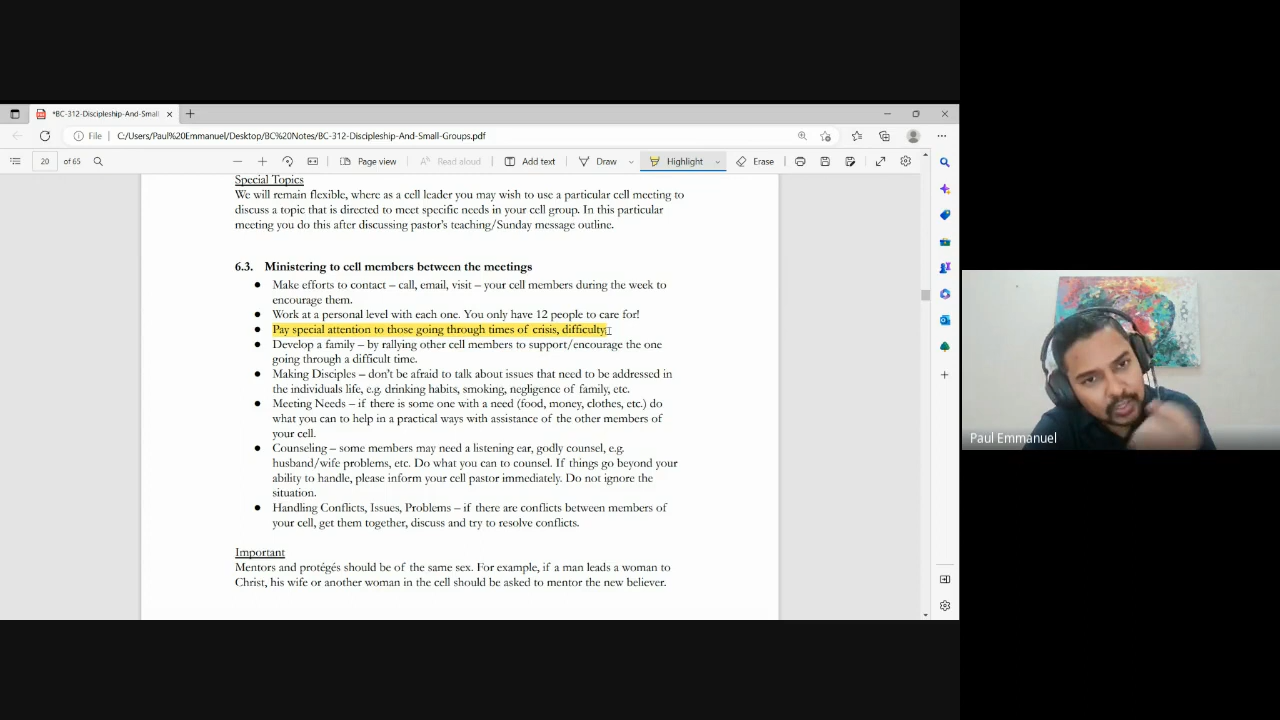 *BC-312-Discipleship-And-Small
File
C:/Users/Paul%20Emmanuel/Desktop/BC%20Notes/BC-312-Discipleship-And-Small-Groups.pdf
20 of 65
Page view
Read aloud
Add text
Draw
Highlight
Erase
Special Topics
We will remain flexible, where as a cell leader you may wish to use a particular cell meeting to
discuss a topic that is directed to meet specific needs in your cell group. In this particular
meeting you do this after discussing pastor's teaching/Sunday message outline.
6.3. Ministering to cell members between the meetings
● Make efforts to contact – call, email, visit – your cell members during the week to
encourage them.
● Work at a personal level with each one. You only have 12 people to care for!
● Pay special attention to those going through times of crisis, difficulty.
● Develop a family – by rallying other cell members to support/encourage the one
going through a difficult time.
● Making Disciples – don't be afraid to talk about issues that need to be addressed in
the individuals life, e.g. drinking habits, smoking, negligence of family, etc.
● Meeting Needs – if there is some one with a need (food, money, clothes, etc.) do
what you can to help in a practical ways with assistance of the other members of
your cell.
● Counseling – some members may need a listening ear, godly counsel, e.g.
husband/wife problems, etc. Do what you can to counsel. If things go beyond your
ability to handle, please inform your cell pastor immediately. Do not ignore the
situation.
● Handling Conflicts, Issues, Problems – if there are conflicts between members of
your cell, get them together, discuss and try to resolve conflicts.
Important
Mentors and protégés should be of the same sex. For example, if a man leads a woman to
Christ, his wife or another woman in the cell should be asked to mentor the new believer.
Paul Emmanuel